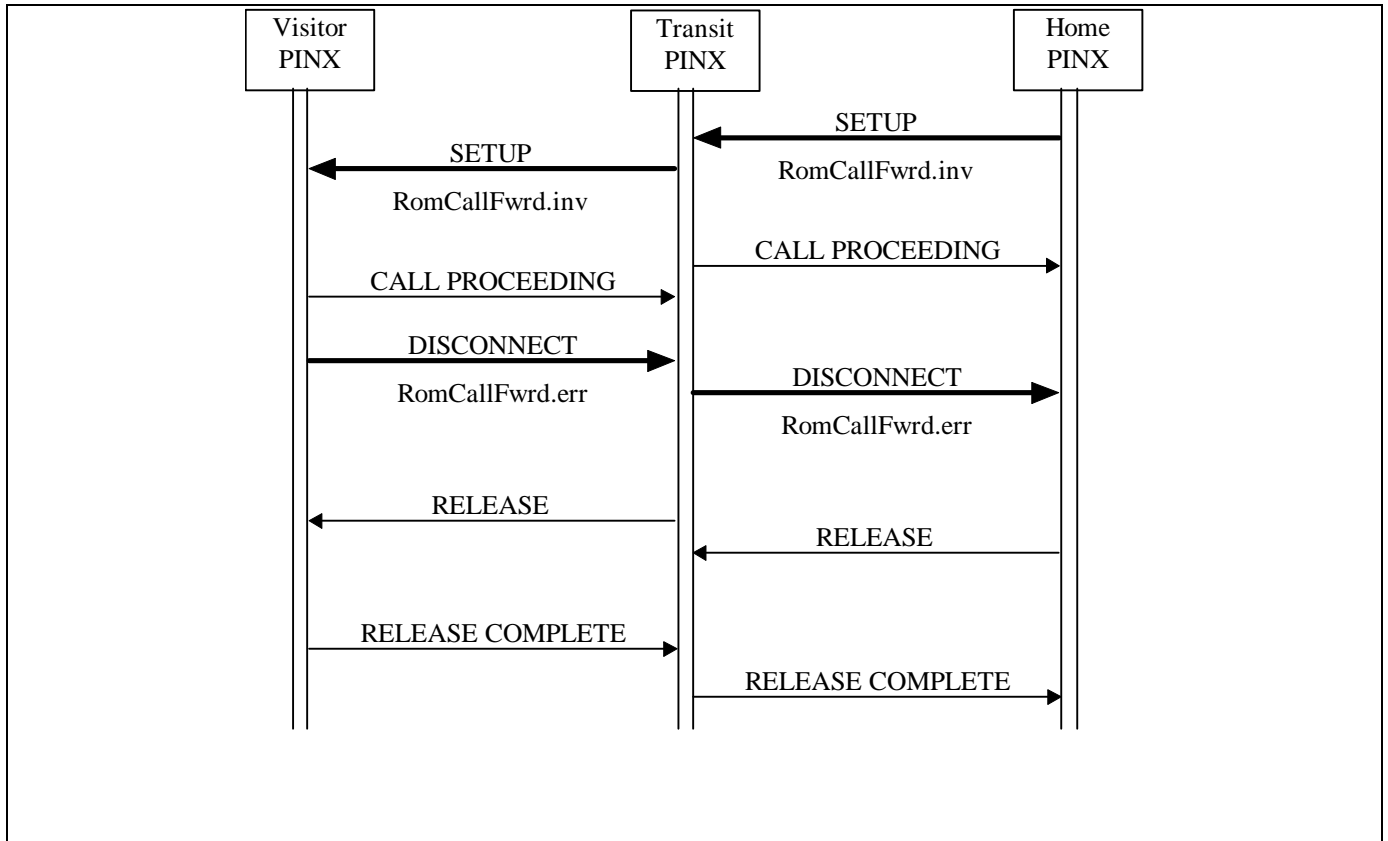 Visitor
PINX
Transit
PINX
Home
PINX
SETUP
SETUP
RomCallFwrd.inv
RomCallFwrd.inv
CALL PROCEEDING
CALL PROCEEDING
DISCONNECT
DISCONNECT
RomCallFwrd.err
RomCallFwrd.err
RELEASE
RELEASE
RELEASE COMPLETE
RELEASE COMPLETE